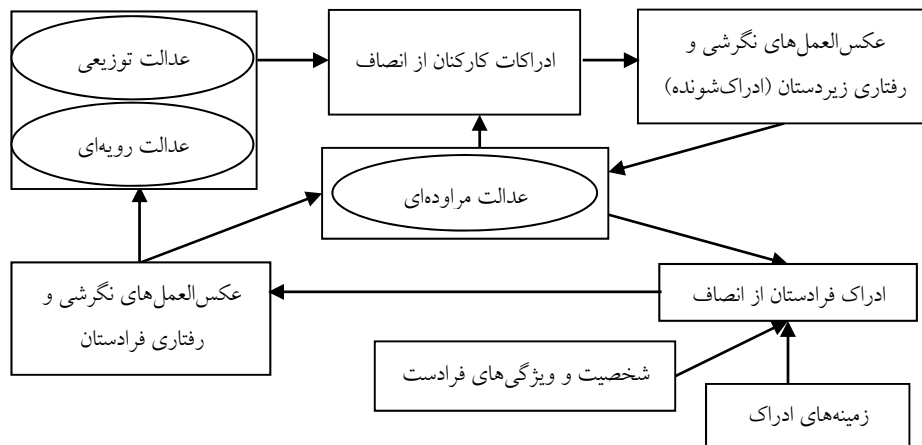 عدالت توزیعی
عدالت رویه‌ای
ادراکات کارکنان از انصاف
عکس‌العمل‌های نگرشی و
رفتاری زیردستان (ادراک‌شونده)
عدالت مراوده‌ای
عکس‌العمل‌های نگرشی و
رفتاری فرادستان
ادراک فرادستان از انصاف
شخصیت و ویژگی‌های فرادست
زمینه‌های ادراک